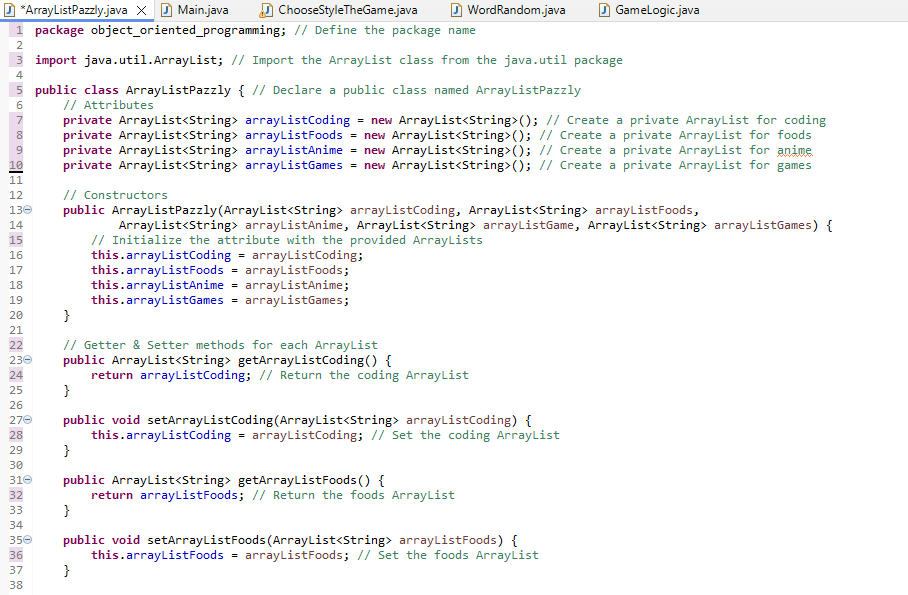 *ArrayListPazzly.java Main.java ChooseStyleTheGame.java WordRandom.java GameLogic.java
1 package object_oriented_programming; // Define the package name
2
3 import java.util.ArrayList; // Import the ArrayList class from the java.util package
4
5 public class ArrayListPazzly { // Declare a public class named ArrayListPazzly
6 // Attributes
7 private ArrayList<String> arrayListCoding = new ArrayList<String>(); // Create a private ArrayList for coding
8 private ArrayList<String> arrayListFoods = new ArrayList<String>(); // Create a private ArrayList for foods
9 private ArrayList<String> arrayListAnime = new ArrayList<String>(); // Create a private ArrayList for anime
10 private ArrayList<String> arrayListGames = new ArrayList<String>(); // Create a private ArrayList for games
11
12 // Constructors
13 public ArrayListPazzly(ArrayList<String> arrayListCoding, ArrayList<String> arrayListFoods,
14 ArrayList<String> arrayListAnime, ArrayList<String> arrayListGame, ArrayList<String> arrayListGames) {
15 // Initialize the attribute with the provided ArrayLists
16 this.arrayListCoding = arrayListCoding;
17 this.arrayListFoods = arrayListFoods;
18 this.arrayListAnime = arrayListAnime;
19 this.arrayListGames = arrayListGames;
20 }
21
22 // Getter & Setter methods for each ArrayList
23 public ArrayList<String> getArrayListCoding() {
24 return arrayListCoding; // Return the coding ArrayList
25 }
26
27 public void setArrayListCoding(ArrayList<String> arrayListCoding) {
28 this.arrayListCoding = arrayListCoding; // Set the coding ArrayList
29 }
30
31 public ArrayList<String> getArrayListFoods() {
32 return arrayListFoods; // Return the foods ArrayList
33 }
34
35 public void setArrayListFoods(ArrayList<String> arrayListFoods) {
36 this.arrayListFoods = arrayListFoods; // Set the foods ArrayList
37 }
38